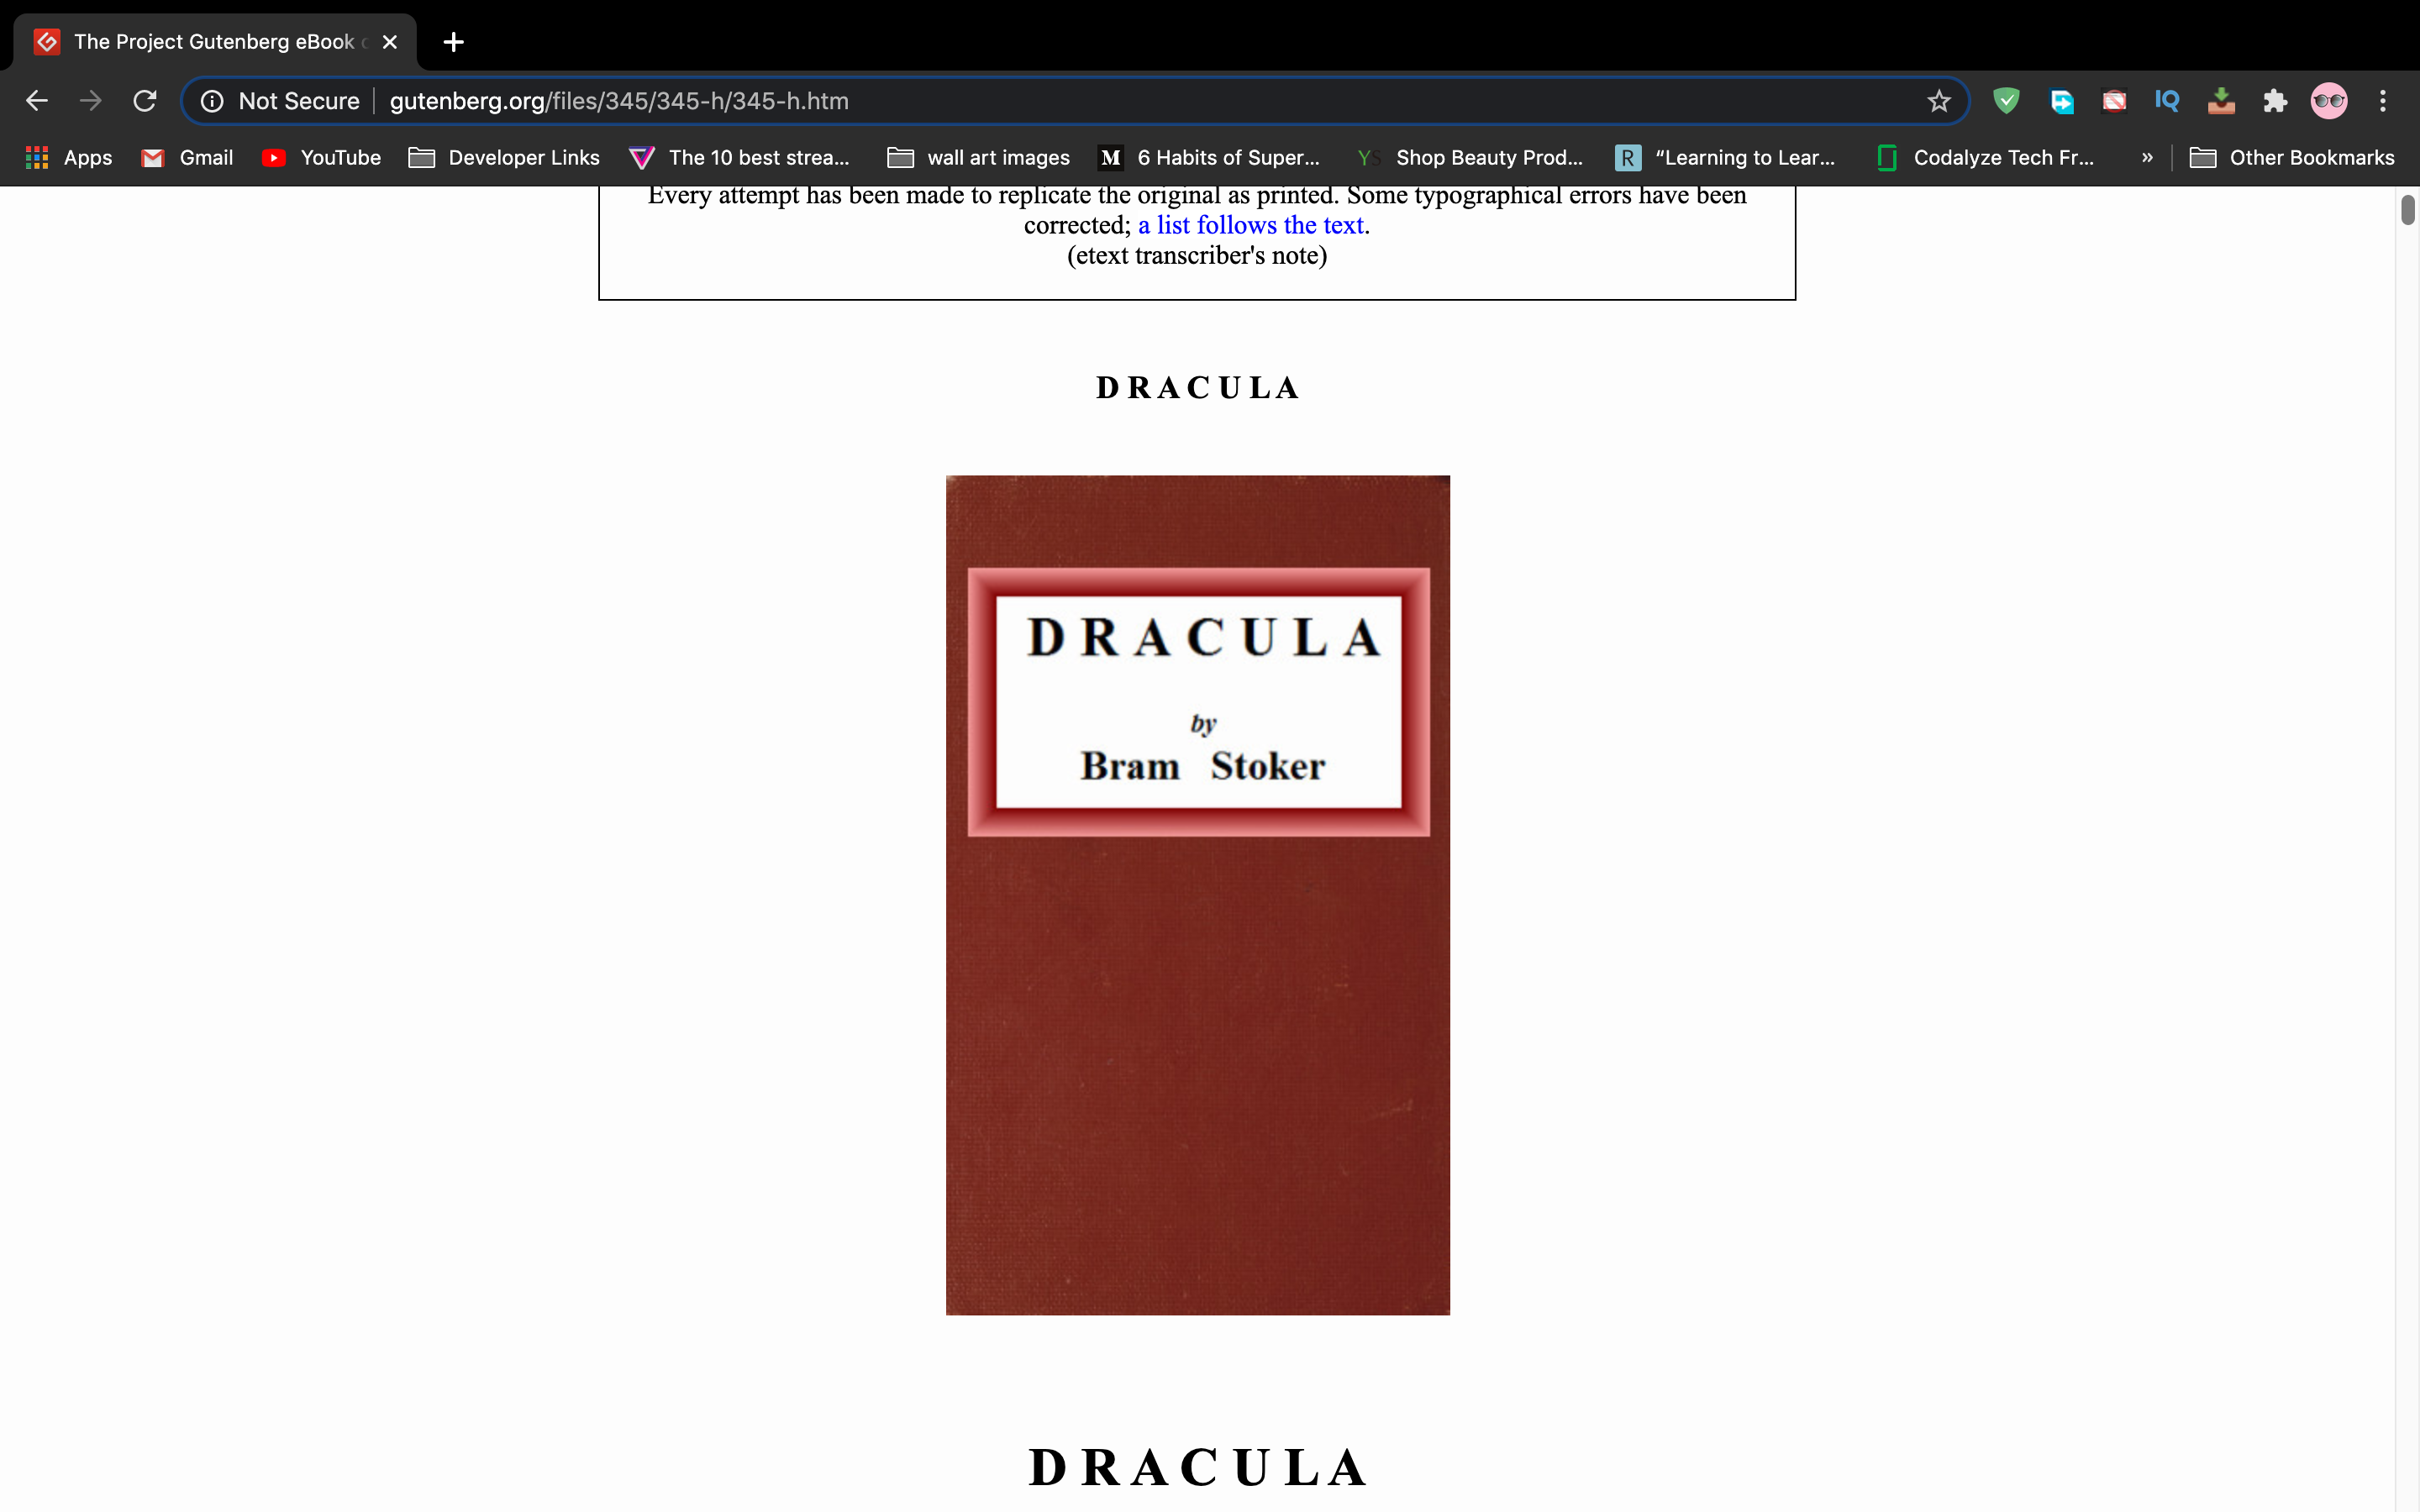 The Project Gutenberg eBook
Not Secure gutenberg.org/files/345/345-h/345-h.htm
IQ
Apps Gmail YouTube Developer Links The 10 best strea... wall art images M 6 Habits of Super... YS Shop Beauty Prod... R “Learning to Lear... Codalyze Tech Fr... » Other Bookmarks
Every attempt has been made to replicate the original as printed. Some typographical errors have been
corrected; a list follows the text.
(etext transcriber's note)
DRACULA
DRACULA
by
Bram Stoker
DRACULA